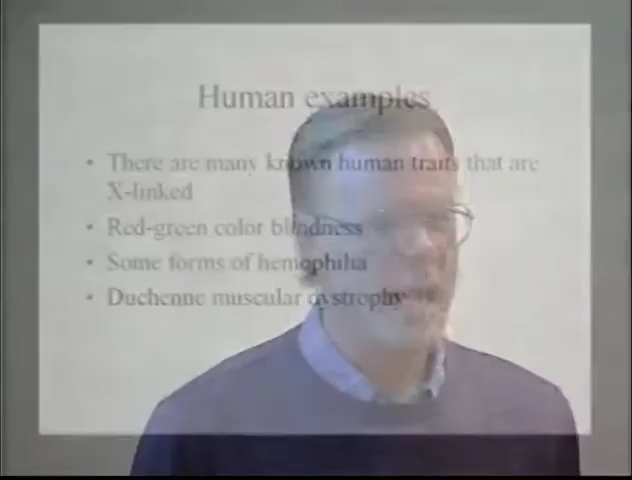 Human examples
• There are many known human traits that are
X-linked
• Red-green color blindness
• Some forms of hemophilia
• Duchenne muscular dystrophy